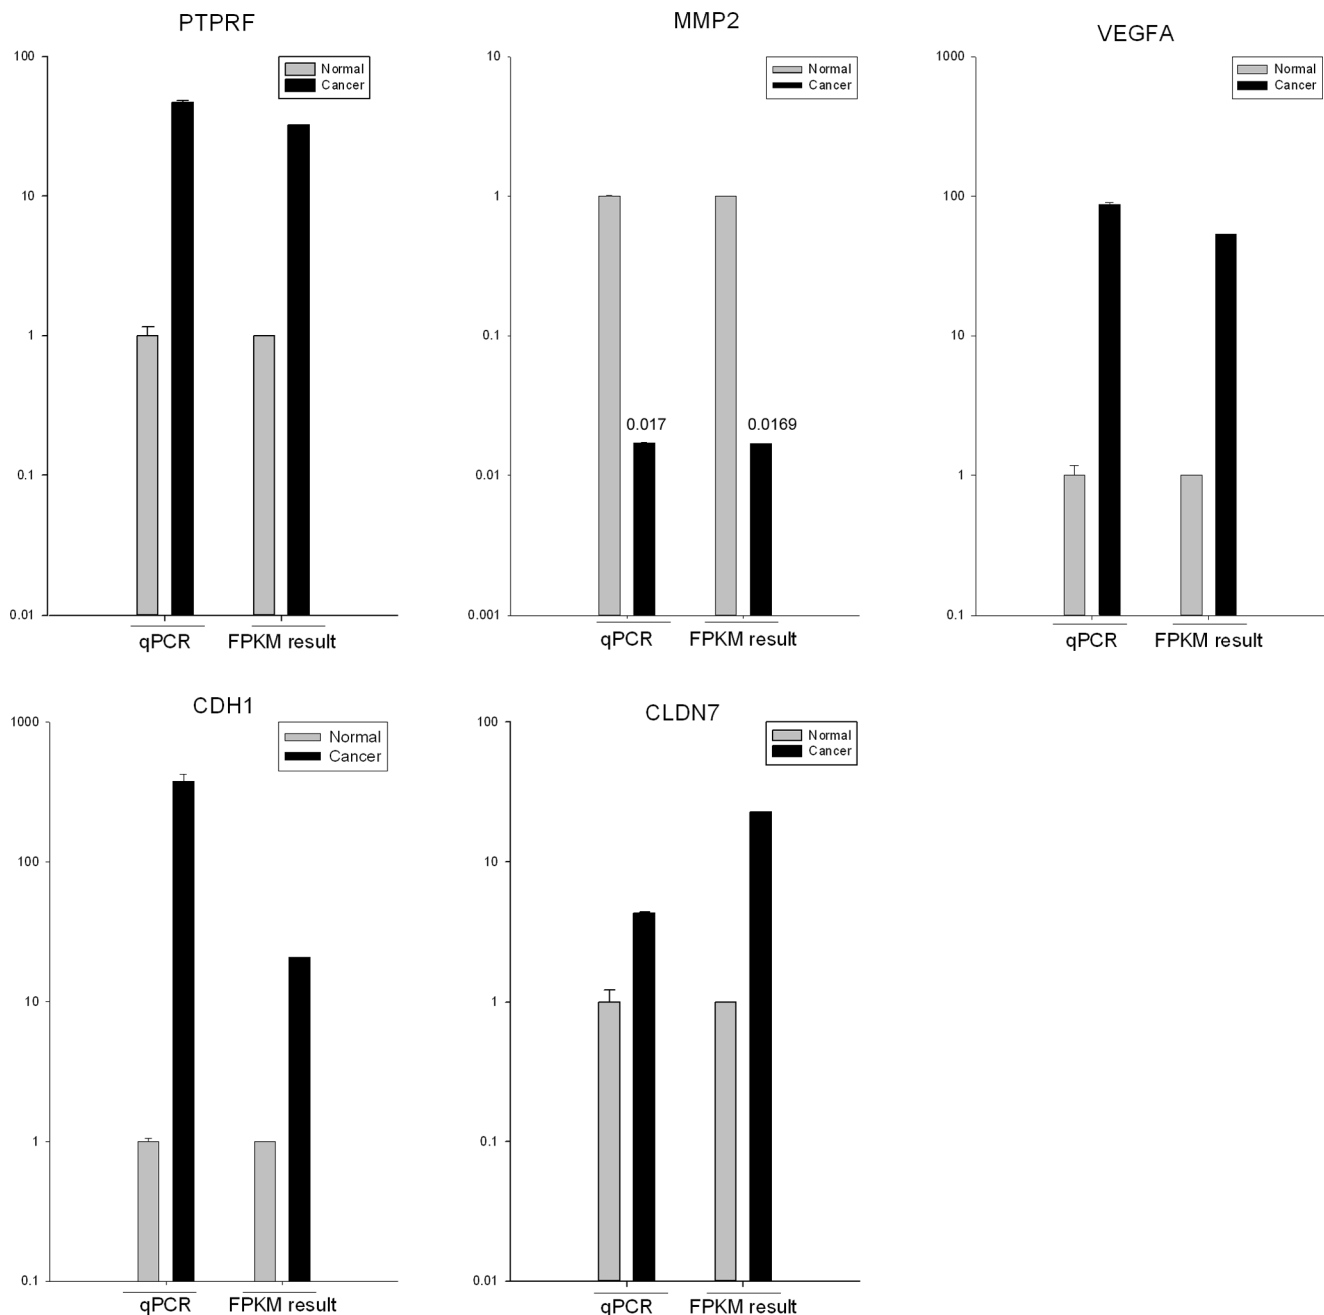 PTPRF
100
10
1
0.1
0.01
Normal
Cancer
qPCR
FPKM result
MMP2
10
1
0.1
0.01
0.001
Normal
Cancer
0.017
0.0169
qPCR
FPKM result
VEGFA
1000
100
10
1
0.1
Normal
Cancer
qPCR
FPKM result
CDH1
1000
100
10
1
0.1
Normal
Cancer
qPCR
FPKM result
CLDN7
100
10
1
0.1
0.01
Normal
Cancer
qPCR
FPKM result